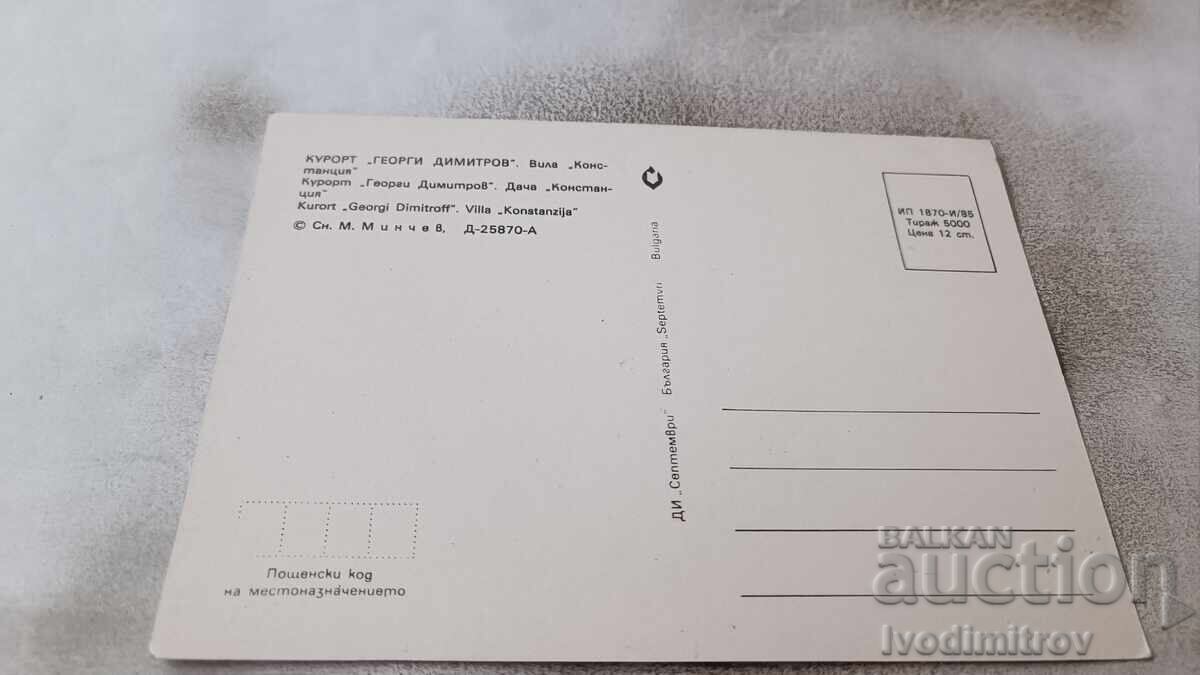 КУРОРТ „ГЕОРГИ ДИМИТРОВ". Вила „Конс-
танция"
Курорт „Георги Димитров". Дача „Констан-
ция"
Kurort „Georgi Dimitroff". Villa „Konstanzija"
© Сн. М. Минчев, Д-25870-А
ДИ „Септември" България „Septemvri Bulgaria
ИП 1870-И/85
Тираж 5000
Цена 12 ст.
Пощенски код
на местоназначението
BALKAN
auction
Ivodimitrov